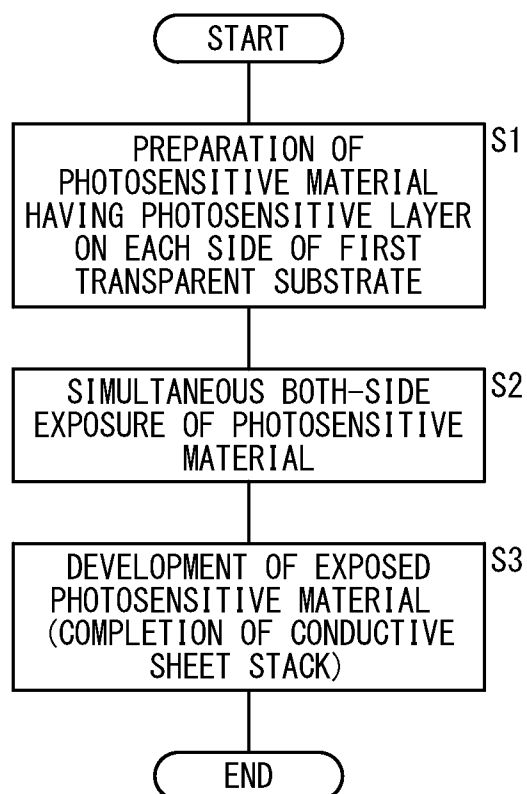 START
S1
PREPARATION OF
PHOTOSENSITIVE MATERIAL
HAVING PHOTOSENSITIVE LAYER
ON EACH SIDE OF FIRST
TRANSPARENT SUBSTRATE
S2
SIMULTANEOUS BOTH-SIDE
EXPOSURE OF PHOTOSENSITIVE
MATERIAL
S3
DEVELOPMENT OF EXPOSED
PHOTOSENSITIVE MATERIAL
(COMPLETION OF CONDUCTIVE
SHEET STACK)
END